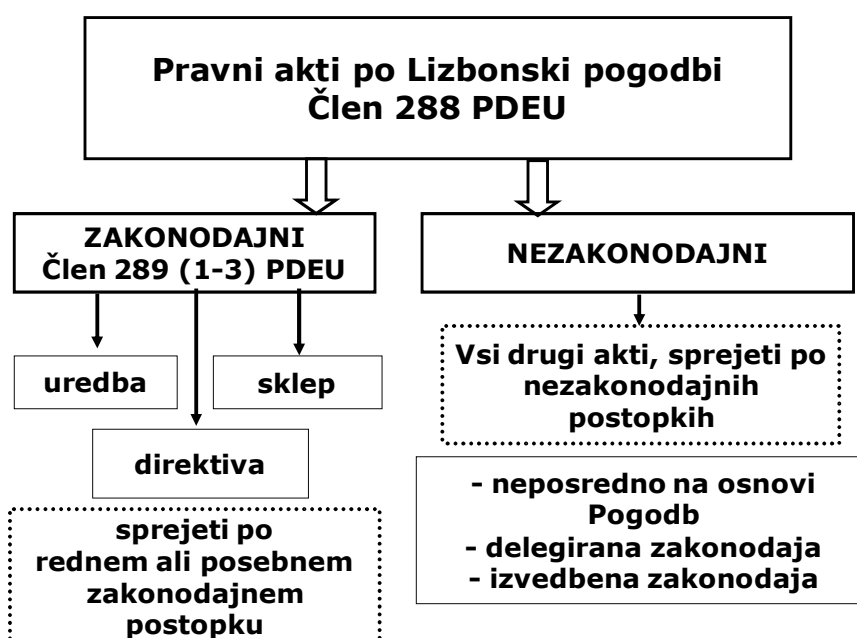 Pravni akti po Lizbonski pogodbi
Člen 288 PDEU
ZAKONODAJNI
Člen 289 (1-3) PDEU
NEZAKONODAJNI
uredba
sklep
direktiva
sprejeti po
rednem ali posebnem
zakonodajnem
postopku
Vsi drugi akti, sprejeti po
nezakonodajnih
postopkih
- neposredno na osnovi
Pogodb
- delegirana zakonodaja
- izvedbena zakonodaja